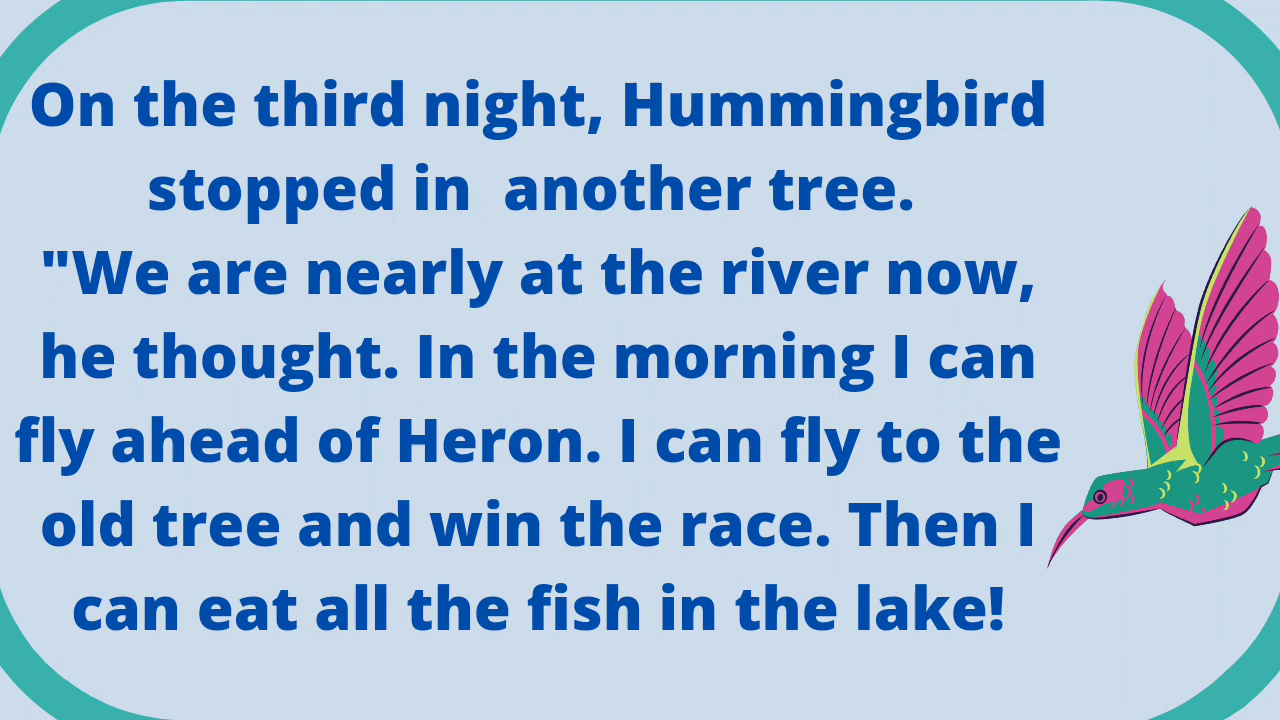 On the third night, Hummingbird
stopped in  another tree.
"We are nearly at the river now,
he thought. In the morning I can
fly ahead of Heron. I can fly to the
old tree and win the race. Then I
can eat all the fish in the lake!